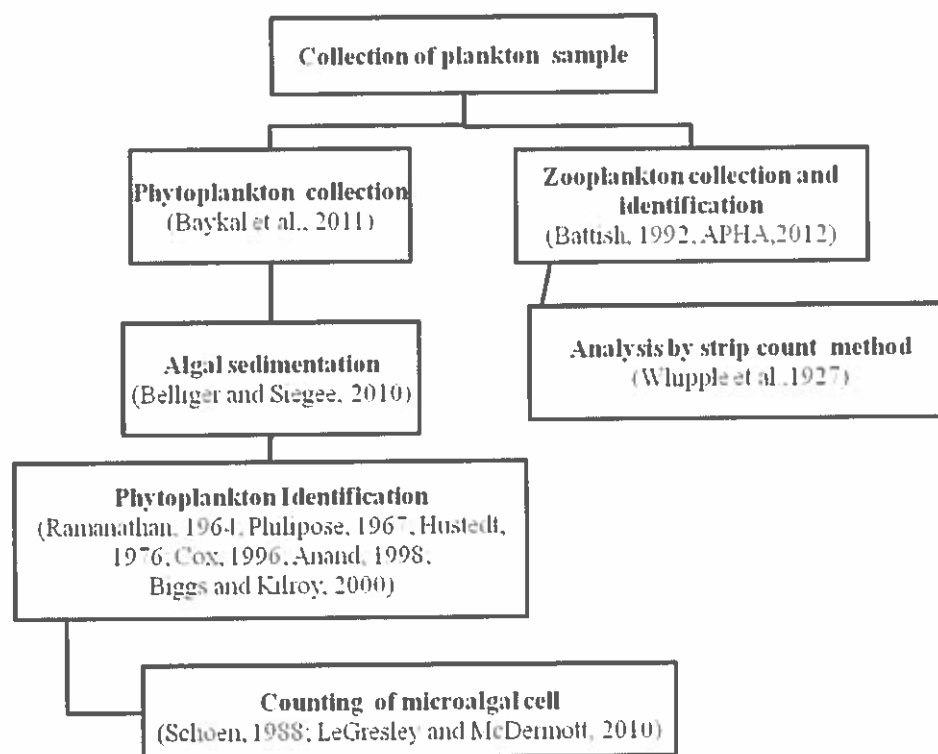 Collection of plankton sample
Phytoplankton collection
(Baykal et al., 2011)
Zooplankton collection and
identification
(Battish, 1992, APHA,2012)
Algal sedimentation
(Belliger and Siegee, 2010)
Analysis by strip count method
(Whipple et al.,1927)
Phytoplankton Identification
(Ramanathan, 1964, Philipose, 1967, Hustedt,
1976, Cox, 1996, Anand, 1998,
Biggs and Kilroy, 2000)
Counting of microalgal cell
(Schoen, 1988; LeGresley and McDermott, 2010)